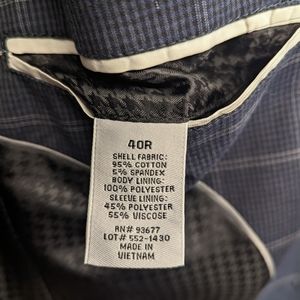 40R
SHELL FABRIC:
95% COTTON
5% SPANDEX
BODY LINING:
100% POLYESTER
SLEEVE LINING:
45% POLYESTER
55% VISCOSE
RN# 93677
LOT# 552-1430
MADE IN
VIETNAM